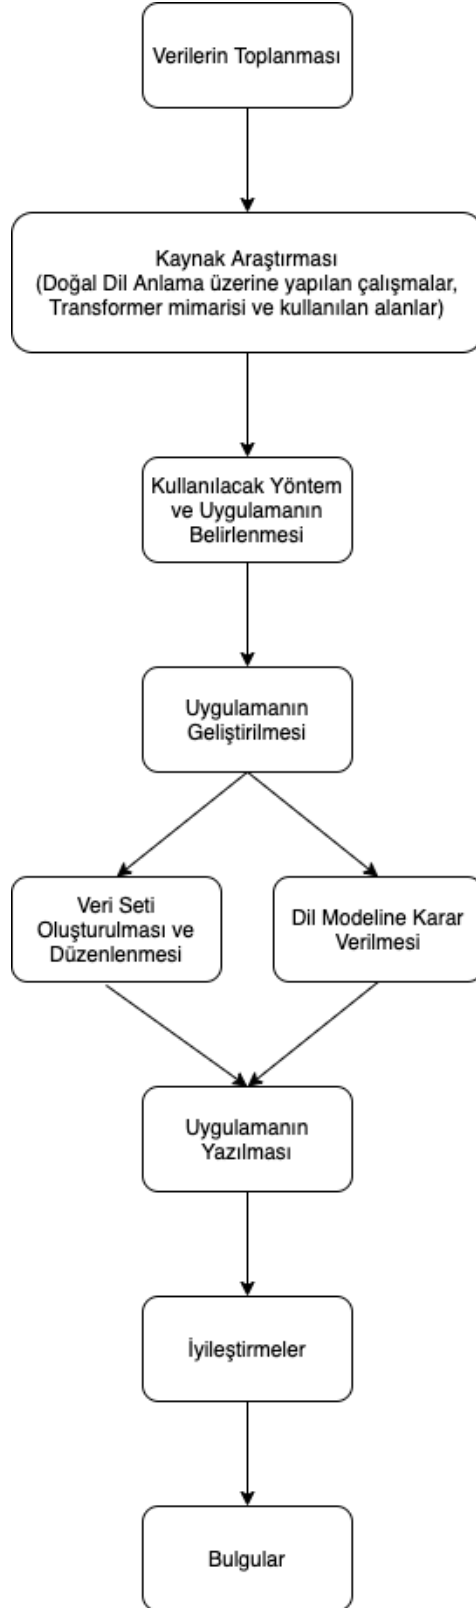 Verilerin Toplanması
Kaynak Araştırması
(Doğal Dil Anlama üzerine yapılan çalışmalar,
Transformer mimarisi ve kullanılan alanlar)
Kullanılacak Yöntem
ve Uygulamanın
Belirlenmesi
Uygulamanın
Geliştirilmesi
Veri Seti
Oluşturulması ve
Düzenlenmesi
Dil Modeline Karar
Verilmesi
Uygulamanın
Yazılması
İyileştirmeler
Bulgular